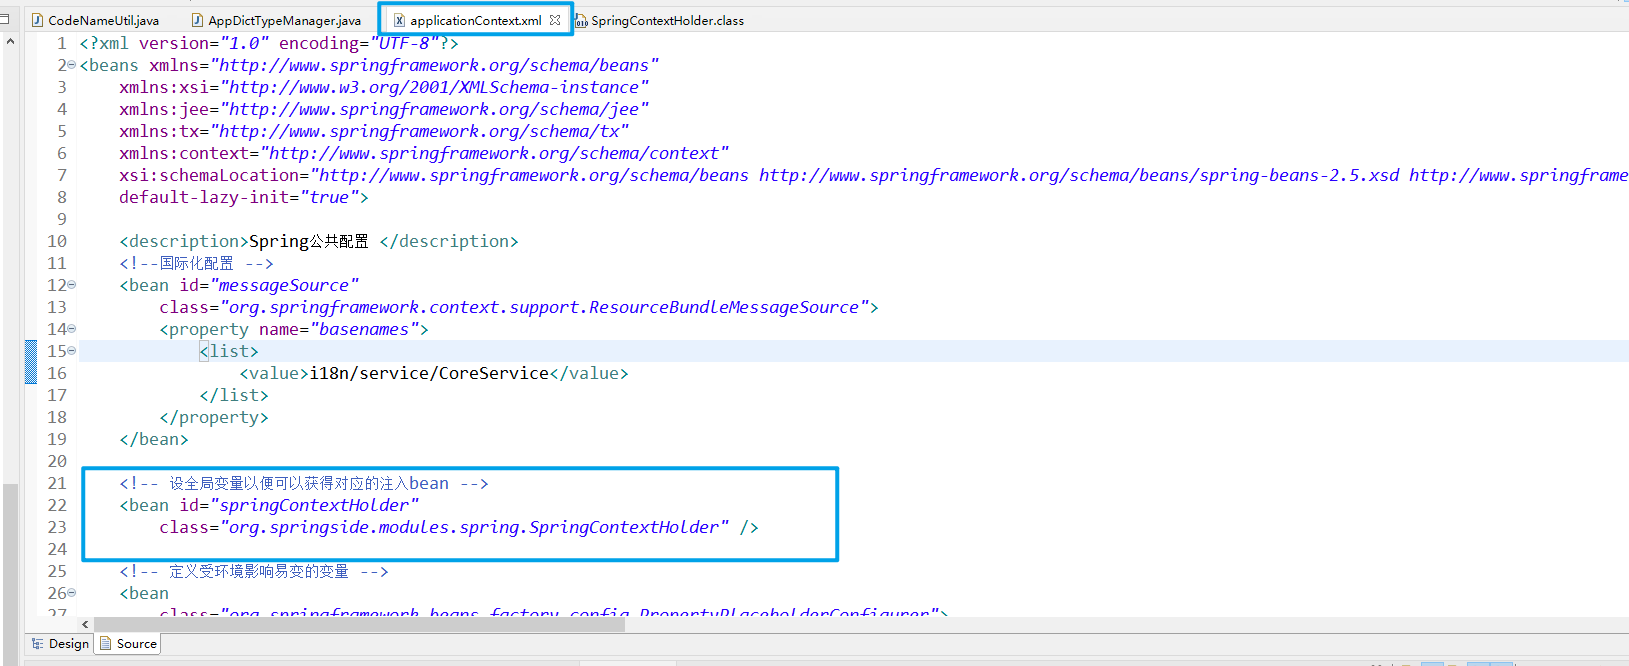 CodeNameUtil.java AppDictTypeManager.java applicationContext.xml SpringContextHolder.class
1 <?xml version="1.0" encoding="UTF-8"?>
2 <beans xmlns="http://www.springframework.org/schema/beans"
3 xmlns:xsi="http://www.w3.org/2001/XMLSchema-instance"
4 xmlns:jee="http://www.springframework.org/schema/jee"
5 xmlns:tx="http://www.springframework.org/schema/tx"
6 xmlns:context="http://www.springframework.org/schema/context"
7 xsi:schemaLocation="http://www.springframework.org/schema/beans http://www.springframework.org/schema/beans/spring-beans-2.5.xsd http://www.springframe
8 default-lazy-init="true">
9
10 <description>Spring公共配置 </description>
11 <!--国际化配置 -->
12 <bean id="messageSource"
13 class="org.springframework.context.support.ResourceBundleMessageSource">
14 <property name="basenames">
15 <list>
16 <value>i18n/service/CoreService</value>
17 </list>
18 </property>
19 </bean>
20
21 <!-- 设全局变量以便可以获得对应的注入bean -->
22 <bean id="springContextHolder"
23 class="org.springside.modules.spring.SpringContextHolder" />
24
25 <!-- 定义受环境影响易变的变量 -->
26 <bean
27 class="org.springframework.beans.factory.config.PropertyPlaceholderConfigurer">
Design Source